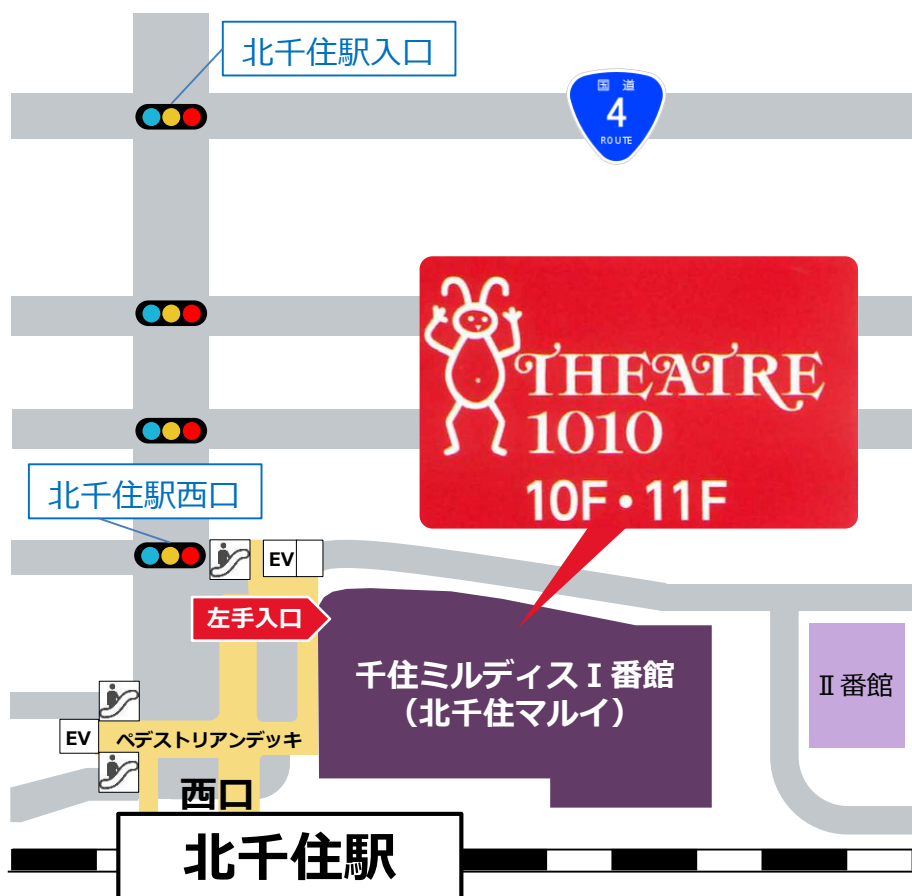 北千住駅入口
国道
4
ROUTE
THEATRE
1010
10F・11F
北千住駅西口
EV
左手入口
千住ミルディスⅠ番館
（北千住マルイ）
Ⅱ番館
EV
ペデストリアンデッキ
西口
北千住駅